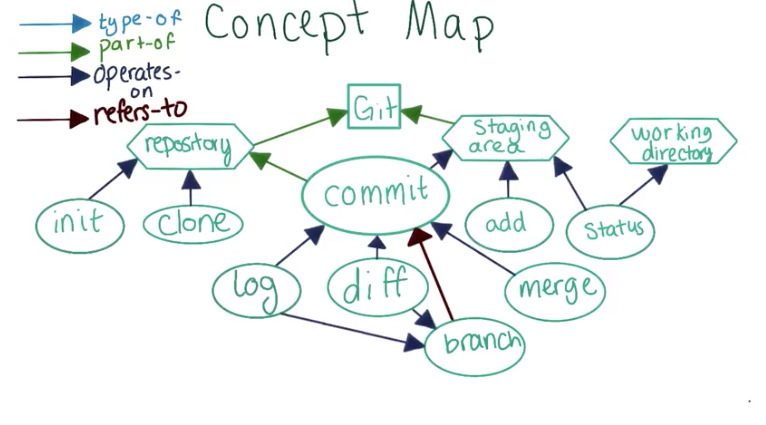 type-of
Concept Map
part-of
operates-
on
refers-to
Git
repository
Staging
area
working
directory
commit
init
clone
add
status
log
diff
merge
branch